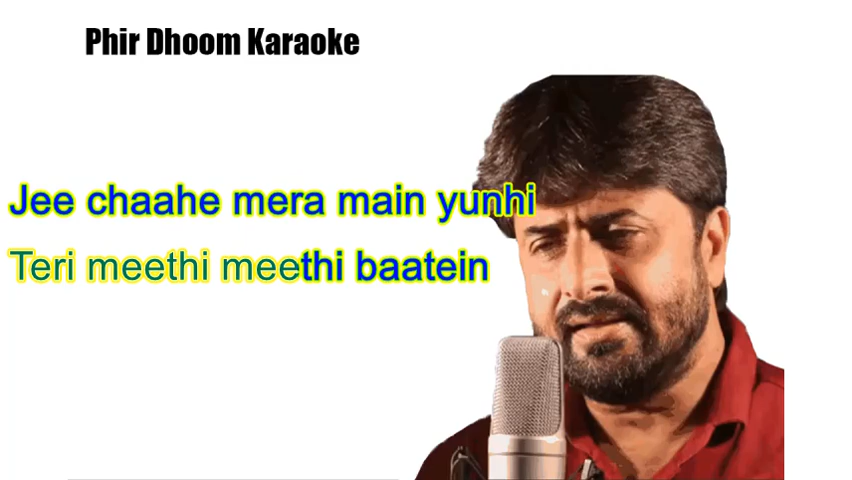 Phir Dhoom Karaoke
Jee chaahe mera main yunhi
Teri meethi meethi baatein